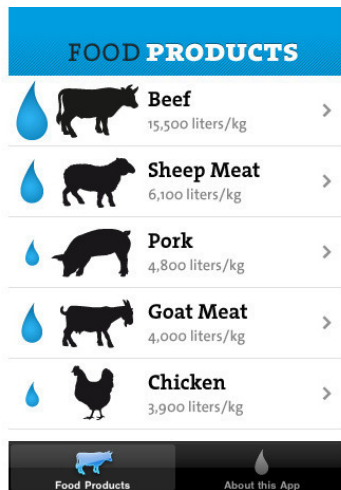 FOOD PRODUCTS
Beef
15,500 liters/kg
Sheep Meat
6,100 liters/kg
Pork
4,800 liters/kg
Goat Meat
4,000 liters/kg
Chicken
3,900 liters/kg
Food Products About this App